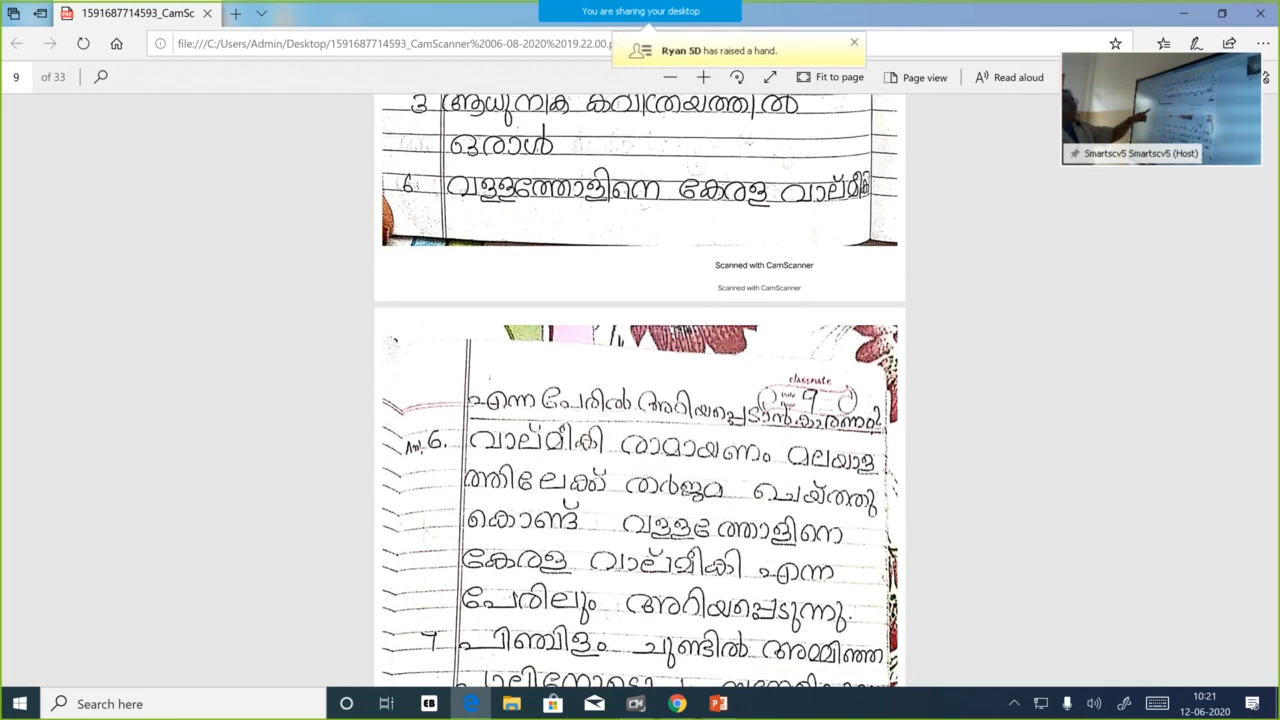 1591687714593_CamSc
You are sharing your desktop
file:///C:/Users/Admin/Desktop/1591687714593_CamScanner%2006-08-2020%2019.22.00.p
Ryan 5D has raised a hand.
9 of 33
Fit to page
Page view
Read aloud
Smartscv5 Smartscv5 (Host)
3 ആധുനിക കവിത്രയത്തിൽ
ഒരാൾ
6. വള്ളത്തോളിനെ കേരള വാല്മീകി
Scanned with CamScanner
Scanned with CamScanner
classmate
Date
Page
9
എന്ന പേരിൽ അറിയപ്പെടാൻ കാരണം?
Ans. 6. വാല്മീകി രാമായണം മലയാള
ത്തിലേക്ക് തർജ്ജമ ചെയ്തതു
കൊണ്ട് വള്ളത്തോളിനെ
കേരള വാല്മീകി എന്ന
പേരിലും അറിയപ്പെടുന്നു.
7 പിഞ്ചിളം ചുണ്ടിൽ അമ്മിഞ്ഞ
Search here
10:21
12-06-2020